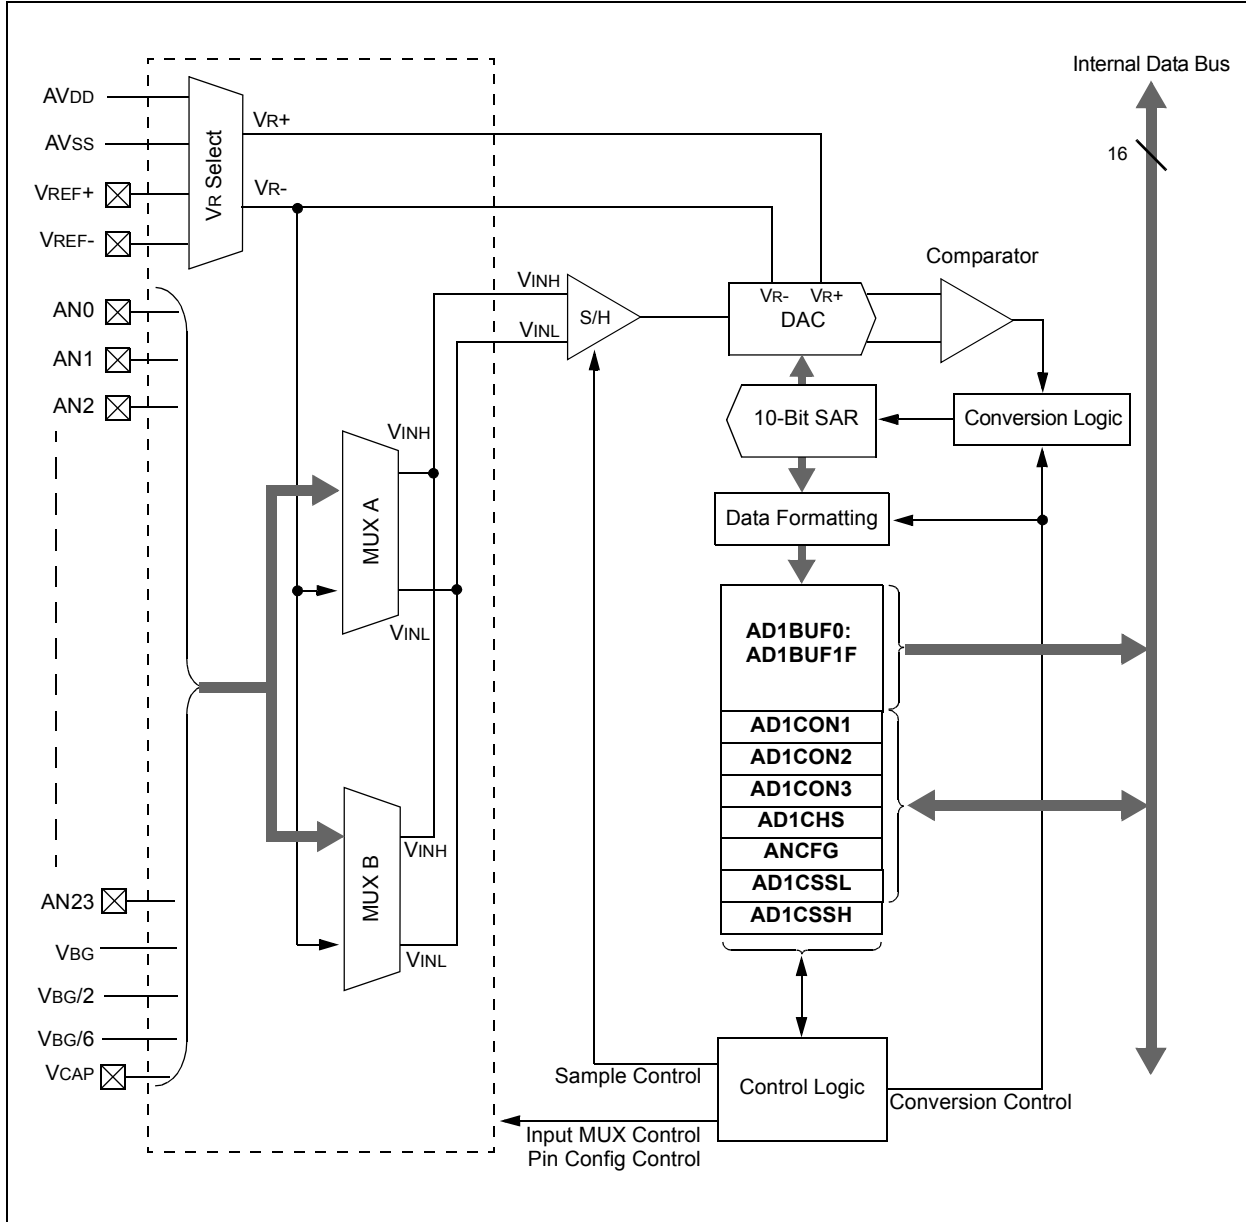 Internal Data Bus
16
AVDD
AVSS
VREF+
VREF-
VR Select
VR+
VR-
AN0
AN1
AN2
AN23
VBG
VBG/2
VBG/6
VCAP
MUX A
VINH
VINL
MUX B
VINH
VINL
VINH
VINL
S/H
VR- VR+
DAC
Comparator
10-Bit SAR
Conversion Logic
Data Formatting
AD1BUF0:
AD1BUF1F
AD1CON1
AD1CON2
AD1CON3
AD1CHS
ANCFG
AD1CSSL
AD1CSSH
Control Logic
Sample Control
Conversion Control
Input MUX Control
Pin Config Control